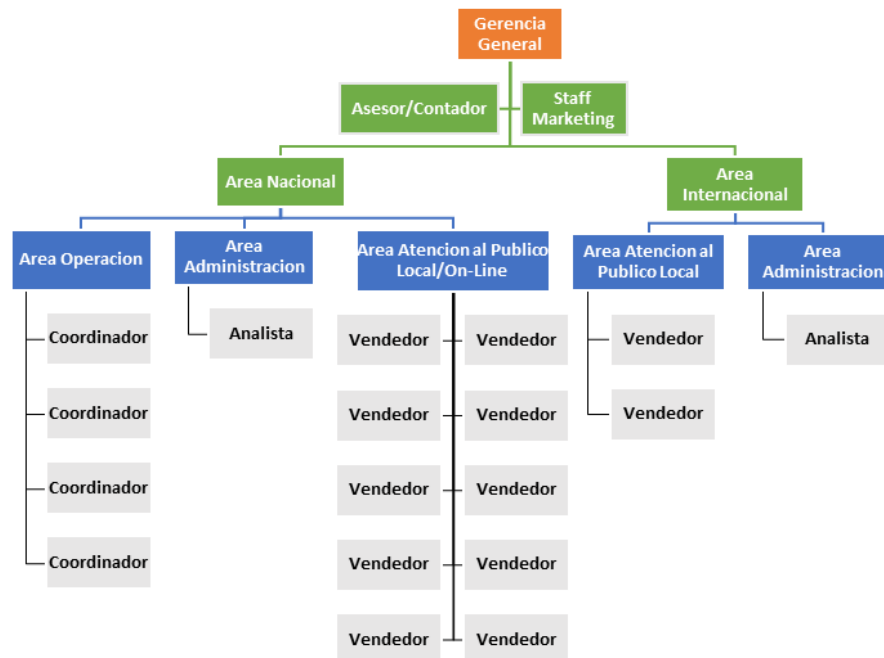 Gerencia
General
Asesor/Contador
Staff
Marketing
Area Nacional
Area
Internacional
Area Operacion
Area
Administracion
Area Atencion al Publico
Local/On-Line
Area Atencion al
Publico Local
Area
Administracion
Coordinador
Analista
Vendedor
Vendedor
Vendedor
Analista
Coordinador
Vendedor
Vendedor
Vendedor
Coordinador
Vendedor
Vendedor
Coordinador
Vendedor
Vendedor
Vendedor
Vendedor